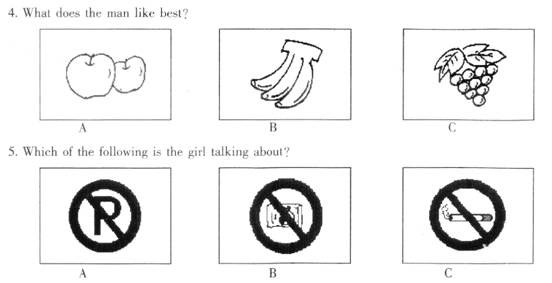 4. What does the man like best?
A B C
5. Which of the following is the girl talking about?
P
A B C